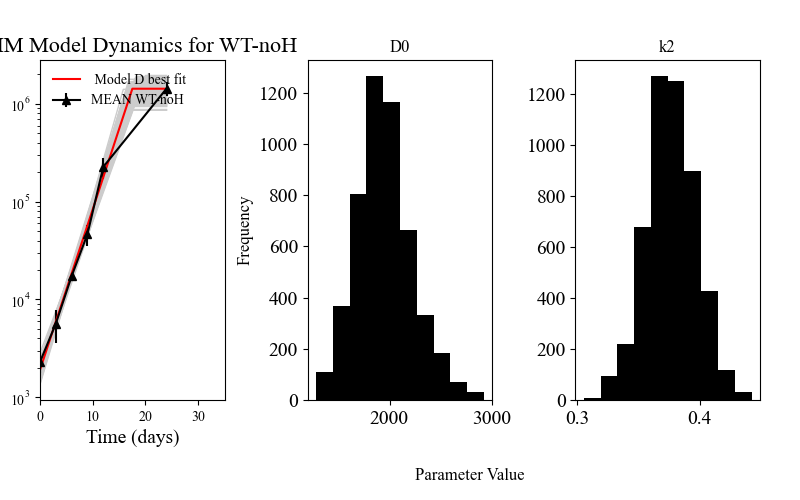 IM Model Dynamics for WT-noH
Model D best fit
MEAN WT-noH
10^6
10^5
10^4
10^3
0 10 20 30
Time (days)
D0
Frequency
1200
1000
800
600
400
200
0
2000 3000
k2
1200
1000
800
600
400
200
0
0.3 0.4
Parameter Value